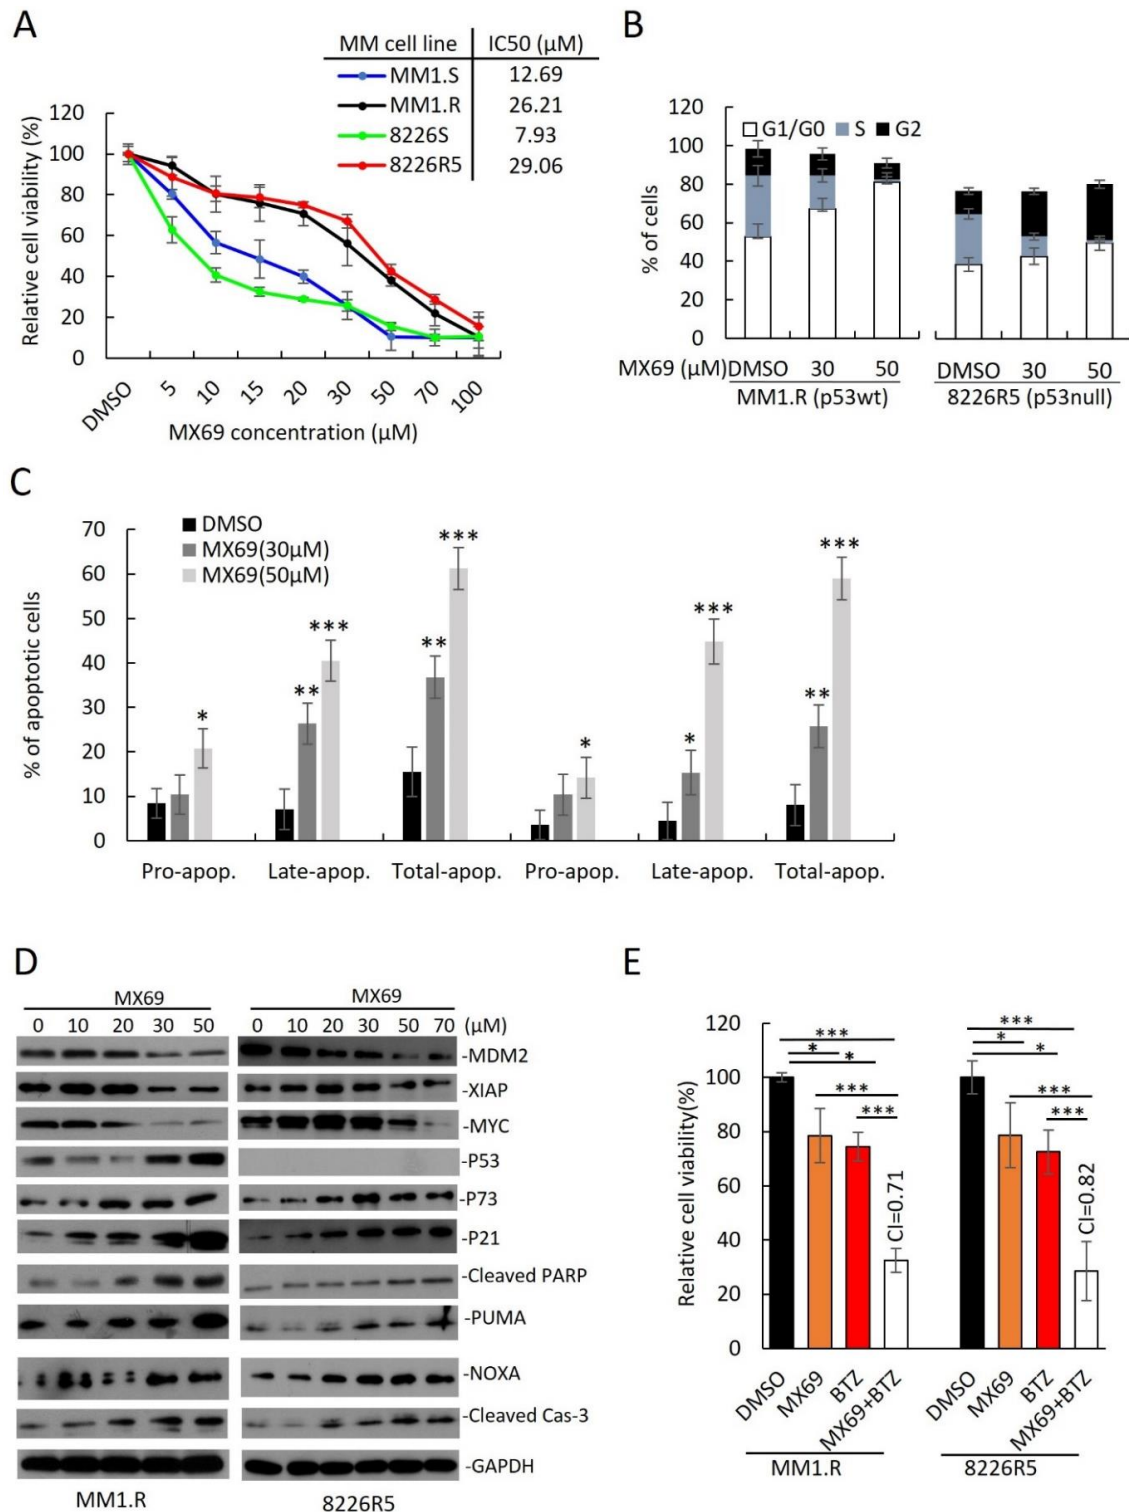 A
MM cell line IC50 (µM)
MM1.S 12.69
MM1.R 26.21
8226S 7.93
8226R5 29.06
Relative cell viability (%)
120
100
80
60
40
20
0
DMSO 5 10 15 20 30 50 70 100
MX69 concentration (µM)
B
% of cells
120
100
80
60
40
20
0
G1/G0 S G2
MX69 (µM) DMSO 30 50 DMSO 30 50
MM1.R (p53wt) 8226R5 (p53null)
C
% of apoptotic cells
70
60
50
40
30
20
10
0
DMSO
MX69(30µM)
MX69(50µM)
* ** *** ** *** * * *** ** ***
Pro-apop. Late-apop. Total-apop. Pro-apop. Late-apop. Total-apop.
D
MX69 MX69
0 10 20 30 50 0 10 20 30 50 70 (µM)
-MDM2
-XIAP
-MYC
-P53
-P73
-P21
-Cleaved PARP
-PUMA
-NOXA
-Cleaved Cas-3
-GAPDH
MM1.R 8226R5
E
Relative cell viability(%)
120
100
80
60
40
20
0
*** ***
* *
* *
*** ***
*** ***
CI=0.71 CI=0.82
DMSO MX69 BTZ MX69+BTZ DMSO MX69 BTZ MX69+BTZ
MM1.R 8226R5